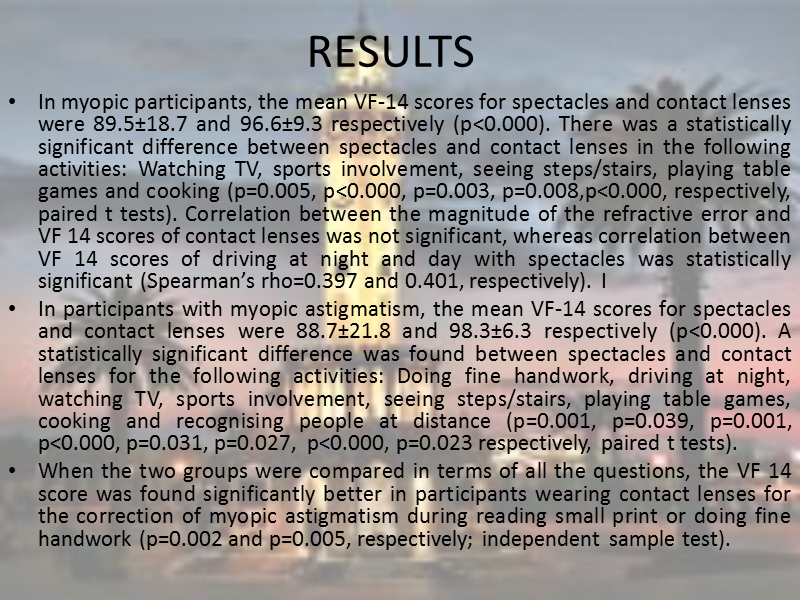 RESULTS
• In myopic participants, the mean VF-14 scores for spectacles and contact lenses
were 89.5±18.7 and 96.6±9.3 respectively (p<0.000). There was a statistically
significant difference between spectacles and contact lenses in the following
activities: Watching TV, sports involvement, seeing steps/stairs, playing table
games and cooking (p=0.005, p<0.000, p=0.003, p=0.008,p<0.000, respectively,
paired t tests). Correlation between the magnitude of the refractive error and
VF 14 scores of contact lenses was not significant, whereas correlation between
VF 14 scores of driving at night and day with spectacles was statistically
significant (Spearman’s rho=0.397 and 0.401, respectively). I
• In participants with myopic astigmatism, the mean VF-14 scores for spectacles
and contact lenses were 88.7±21.8 and 98.3±6.3 respectively (p<0.000). A
statistically significant difference was found between spectacles and contact
lenses for the following activities: Doing fine handwork, driving at night,
watching TV, sports involvement, seeing steps/stairs, playing table games,
cooking and recognising people at distance (p=0.001, p=0.039, p=0.001,
p<0.000, p=0.031, p=0.027, p<0.000, p=0.023 respectively, paired t tests).
• When the two groups were compared in terms of all the questions, the VF 14
score was found significantly better in participants wearing contact lenses for
the correction of myopic astigmatism during reading small print or doing fine
handwork (p=0.002 and p=0.005, respectively; independent sample test).